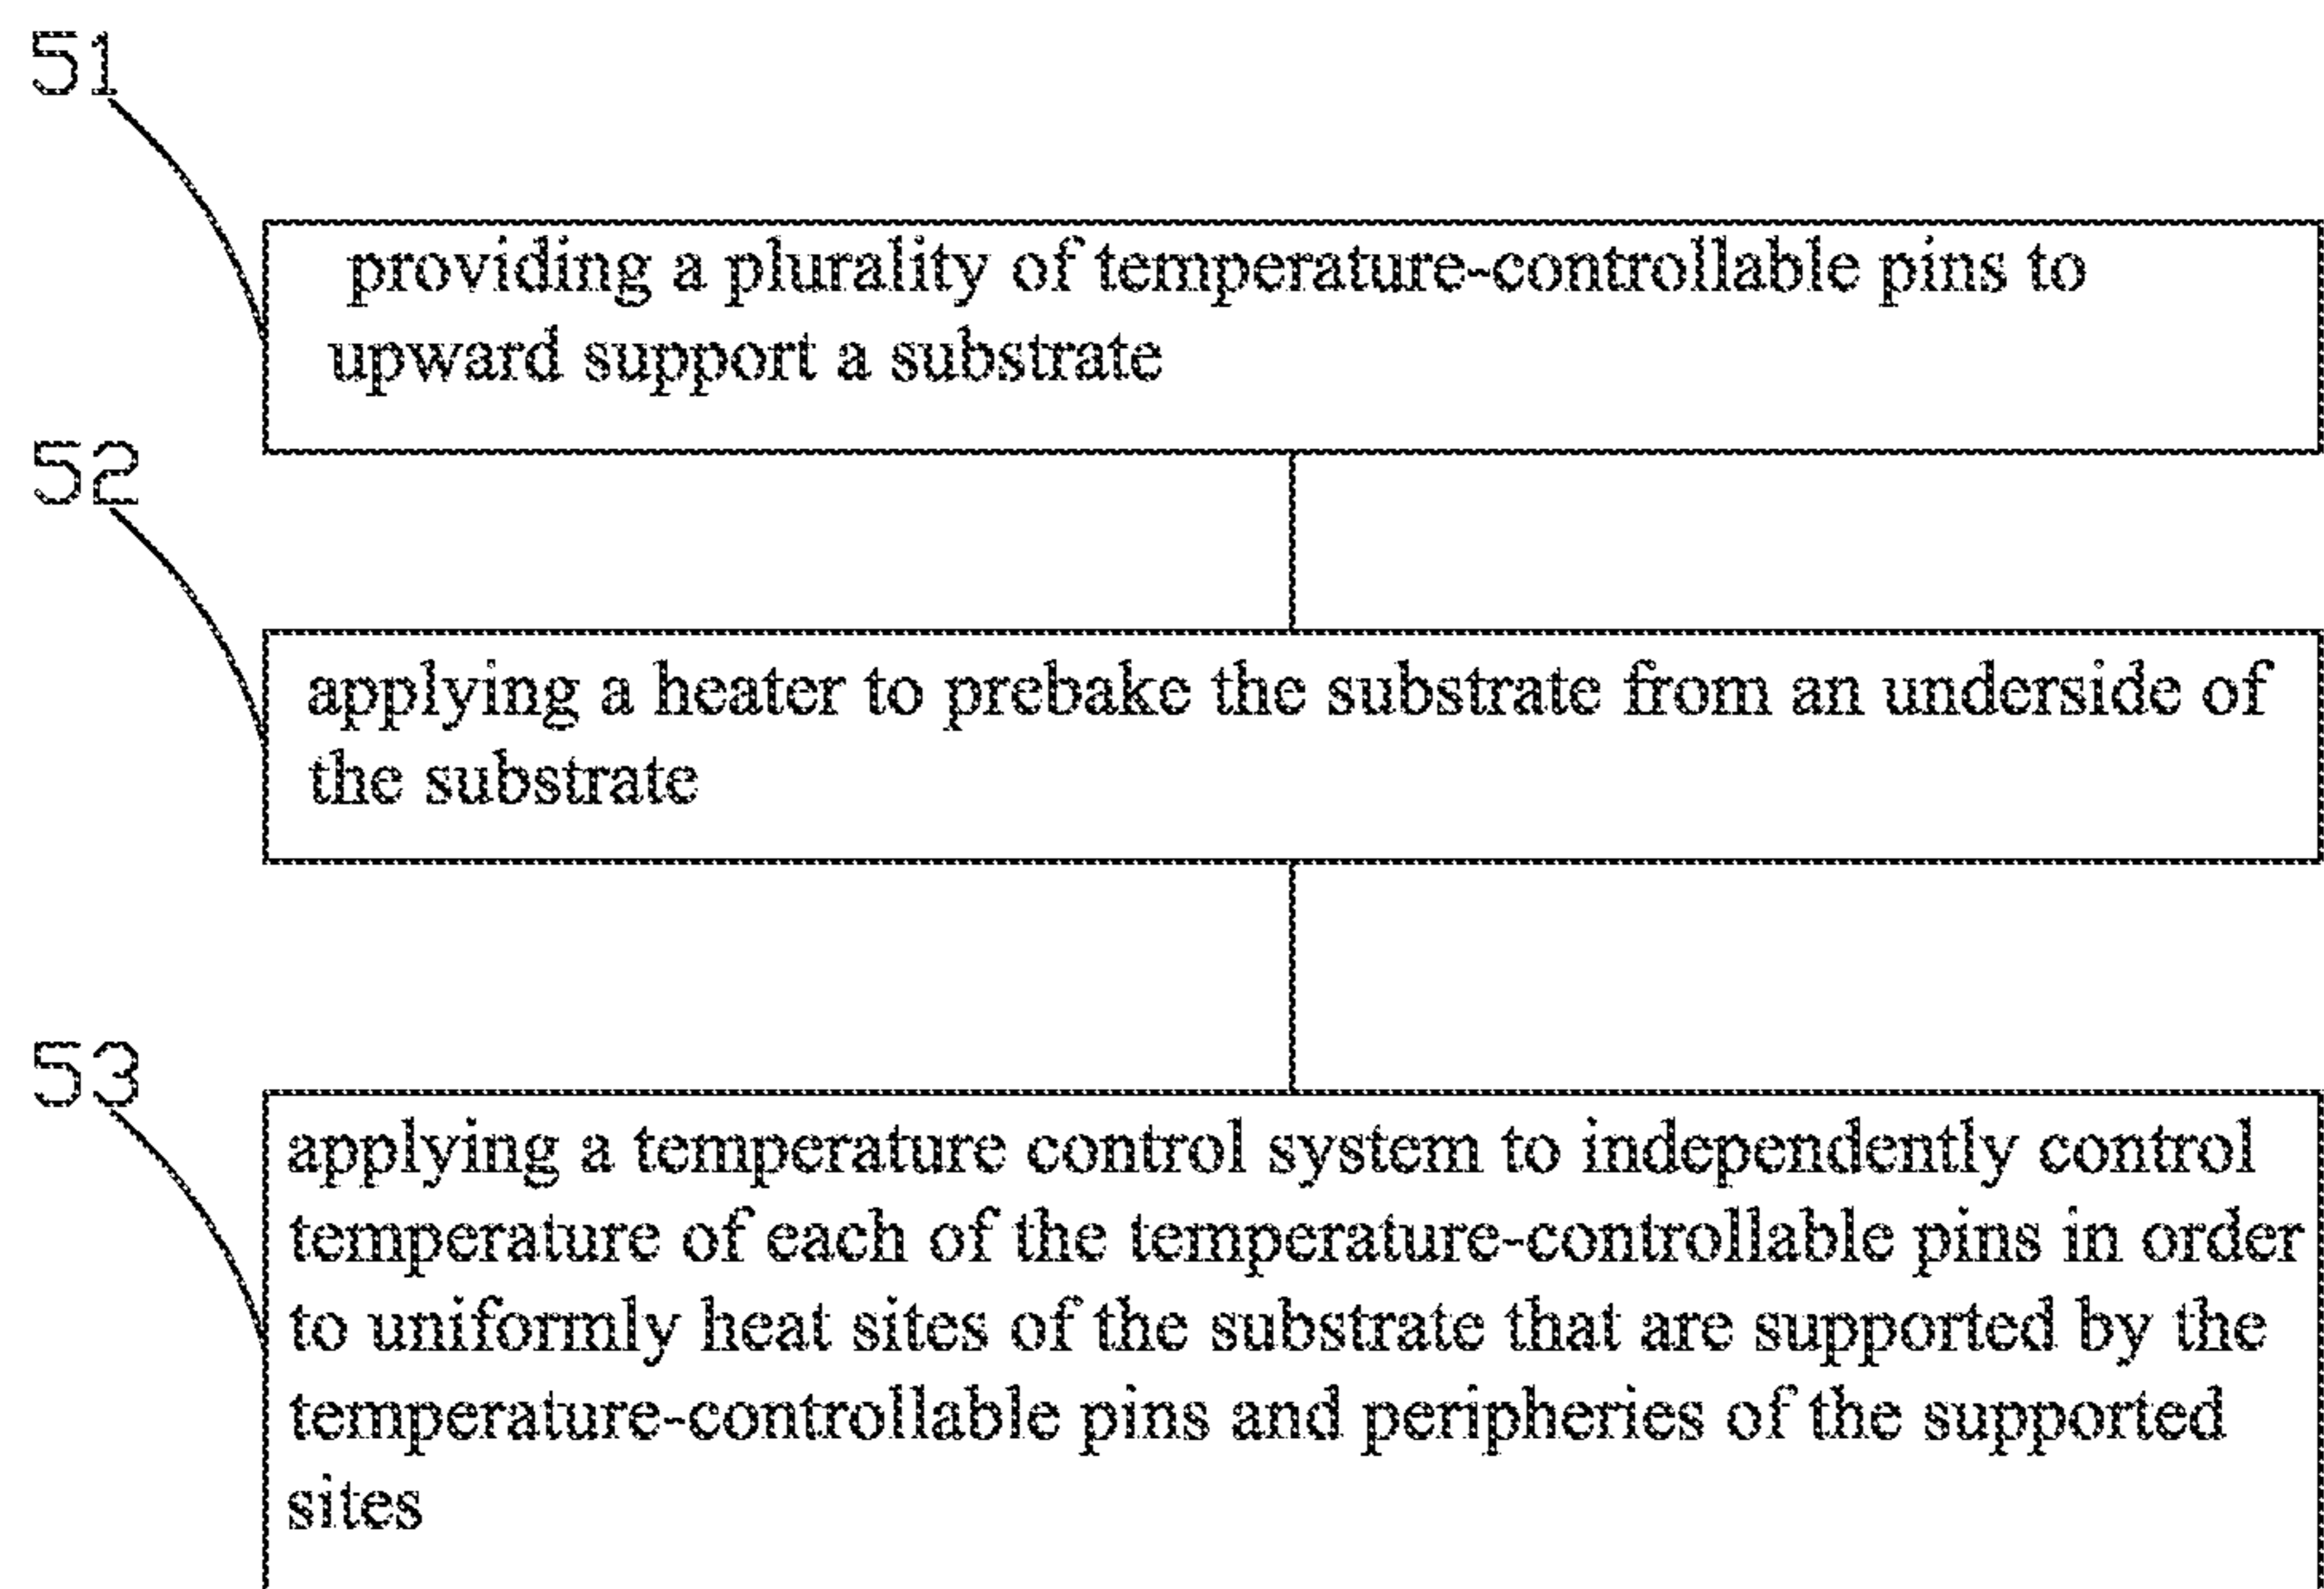 51
providing a plurality of temperature-controllable pins to
upward support a substrate
52
applying a heater to prebake the substrate from an underside of
the substrate
53
applying a temperature control system to independently control
temperature of each of the temperature-controllable pins in order
to uniformly heat sites of the substrate that are supported by the
temperature-controllable pins and peripheries of the supported
sites